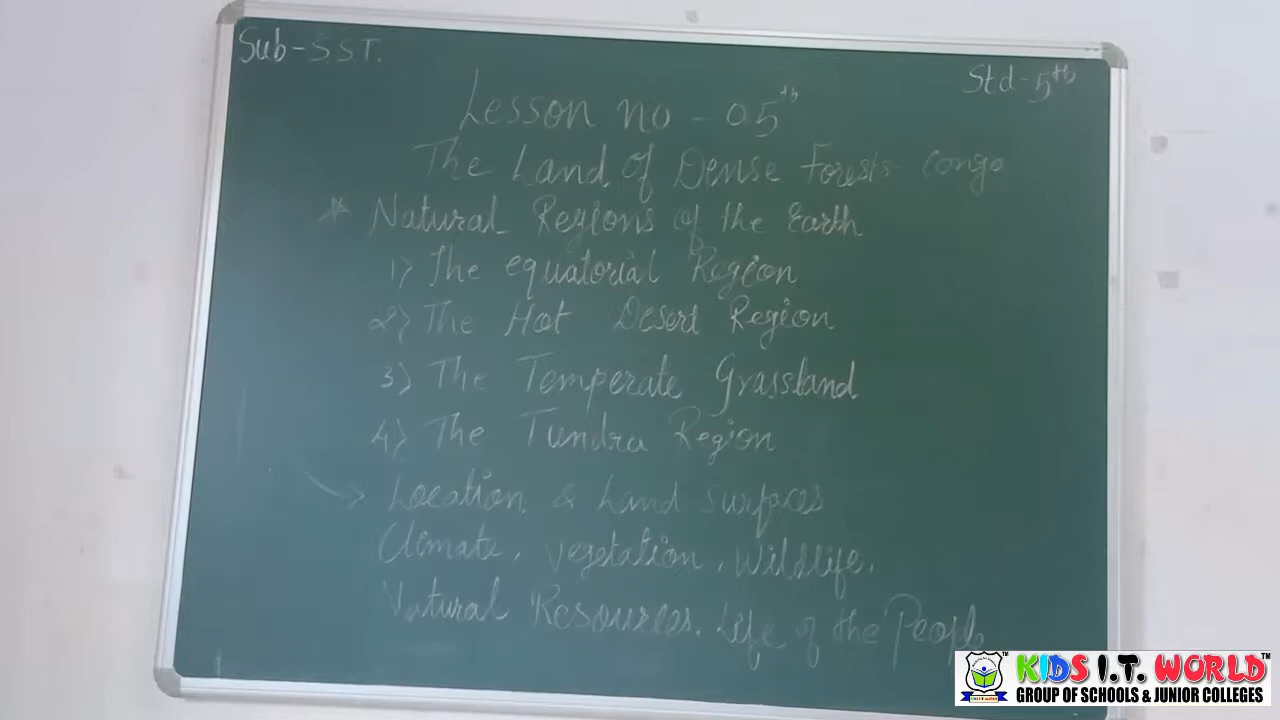 Sub-S.S.T.
Std-5th
Lesson no - 05th
The Land of Dense Forests- Congo
* Natural Regions of the Earth
1) The equatorial Region
2) The Hot Desert Region
3) The Temperate Grassland
4) The Tundra Region
→ Location & Land Surfaces
Climate, Vegetation, Wildlife,
Natural Resources. Life of the People
KIDS I.T. WORLD™
GROUP OF SCHOOLS & JUNIOR COLLEGES